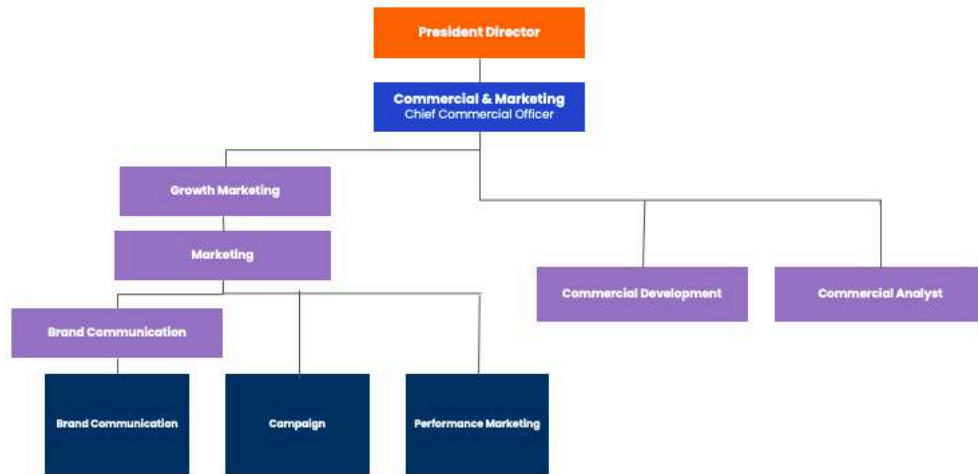 President Director
Commercial & Marketing
Chief Commercial Officer
Growth Marketing
Marketing
Commercial Development
Commercial Analyst
Brand Communication
Brand Communication
Campaign
Performance Marketing